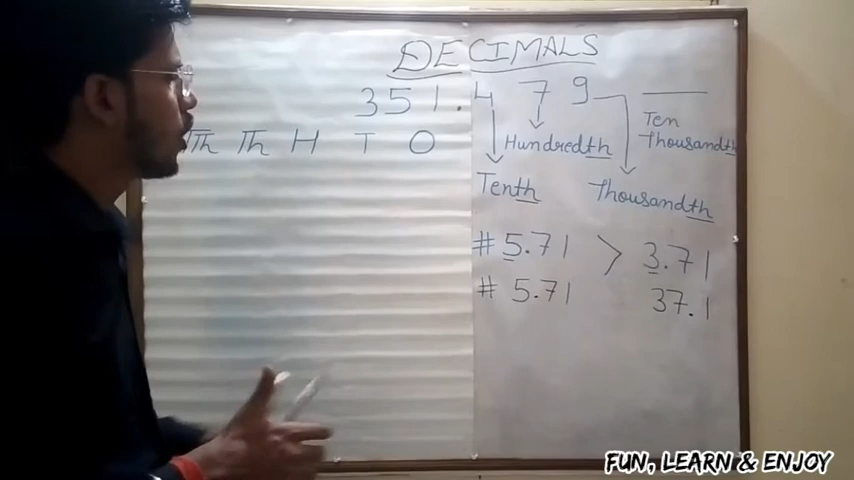 DECIMALS
351.479 ___
TTh Th H T O
Hundredth
Ten
Thousandth
Tenth
Thousandth
# 5.71 > 3.71
# 5.71 37.1
FUN, LEARN & ENJOY